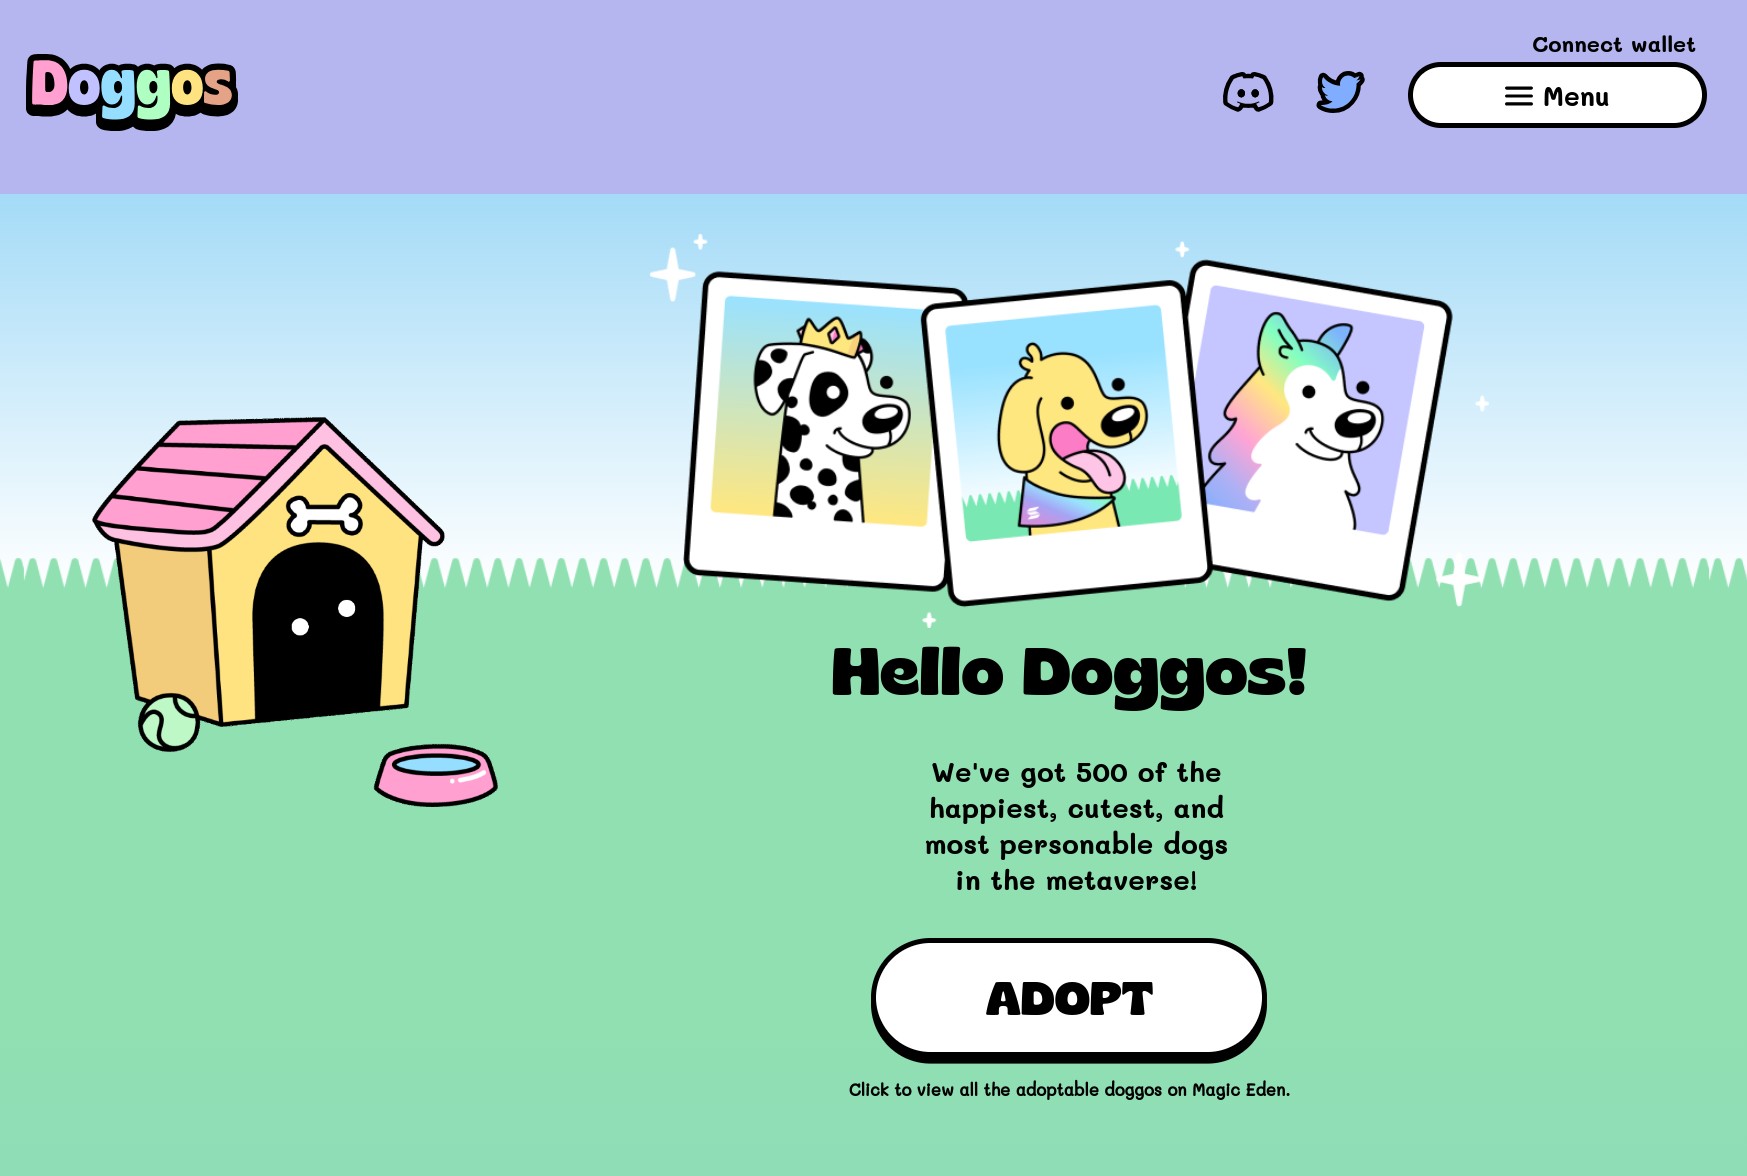 Doggos
Connect wallet
Menu
Hello Doggos!
We've got 500 of the
happiest, cutest, and
most personable dogs
in the metaverse!
ADOPT
Click to view all the adoptable doggos on Magic Eden.